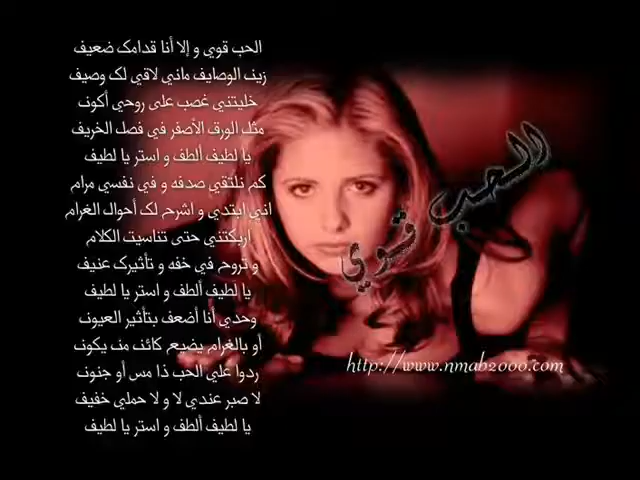 الحب قوي و إلا أنا قدامك ضعيف
زين الوصايف ماني لاقي لك وصيف
خليتني غصب على روحي أكون
مثل الورق الأصفر في فصل الخريف
يا لطيف ألطف و استر يا لطيف
كم نلتقي صدفه و في نفسي مرام
اني ابتدي و اشرح لك أحوال الغرام
اربكتني حتى تناسيت الكلام
و تروح في خفه و تأثيرك عنيف
يا لطيف ألطف و استر يا لطيف
وحدي أنا أضعف بتأثير العيون
أو بالغرام يضيع كائن من يكون
ردوا علي الحب ذا مس أو جنون
لا صبر عندي لا و لا حملي خفيف
يا لطيف ألطف و استر يا لطيف
الحب قوي
http://www.nmab2000.com